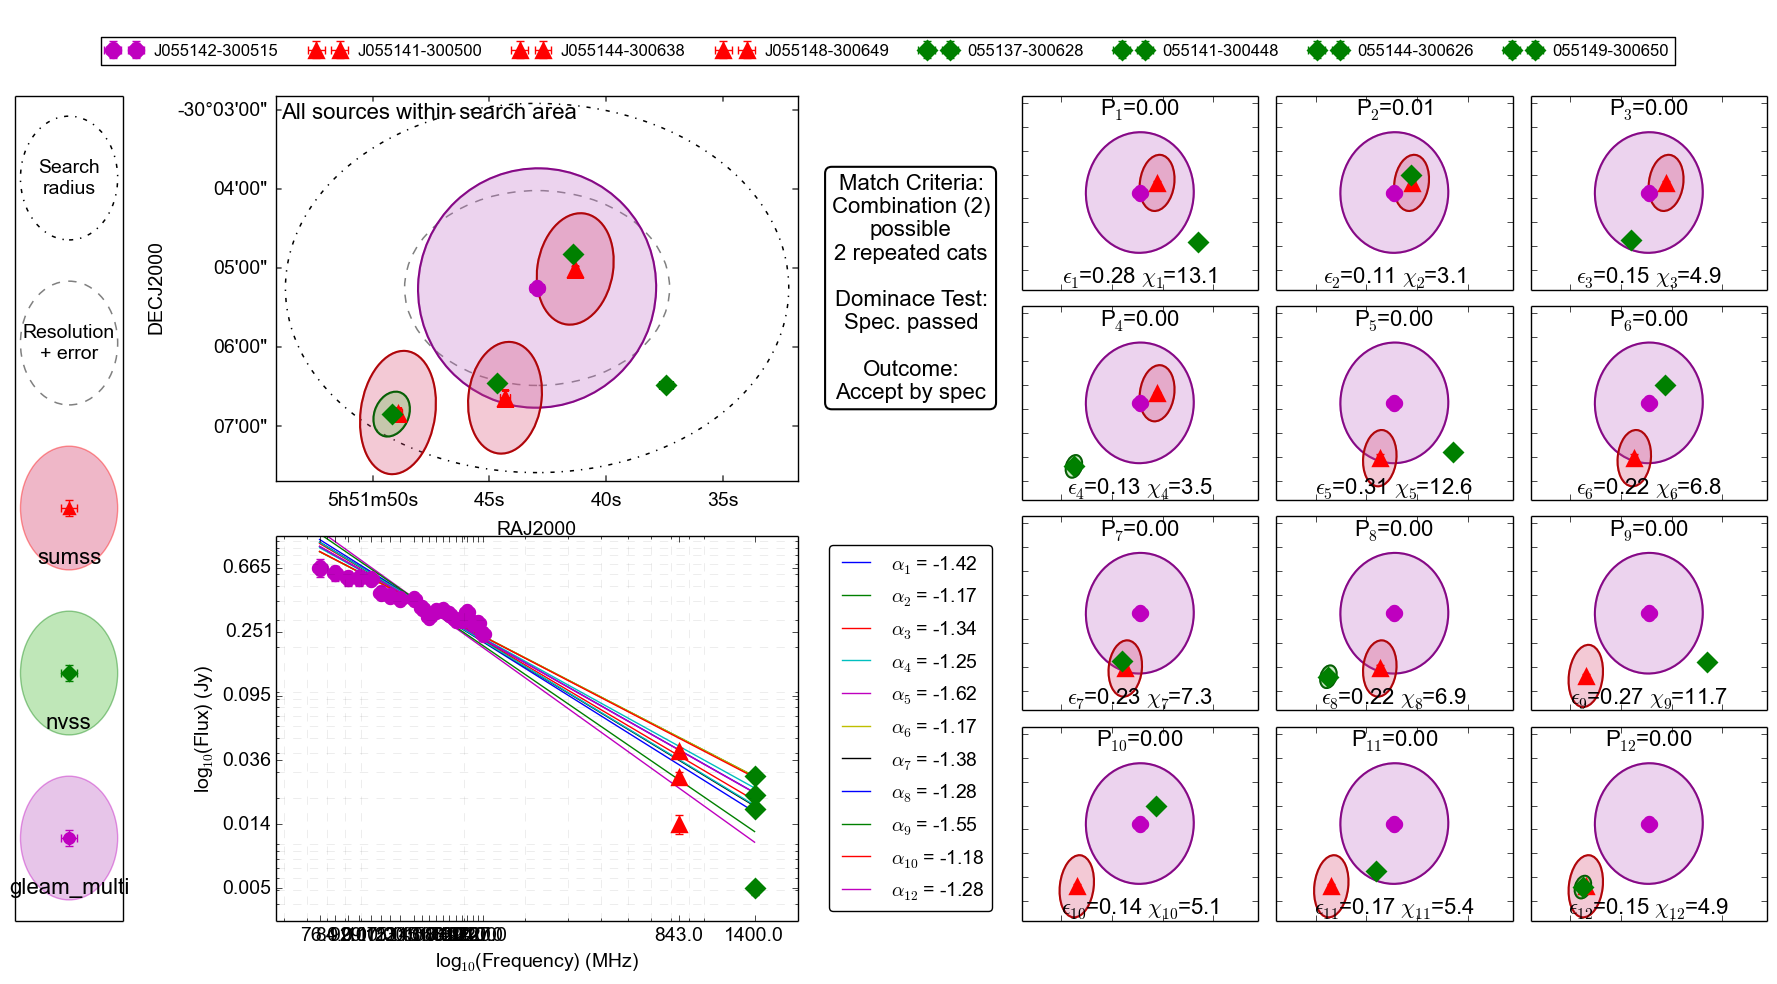 J055142-300515 J055141-300500 J055144-300638 J055148-300649 055137-300628 055141-300448 055144-300626 055149-300650
Search
radius
Resolution
+ error
sumss
nvss
gleam_multi
All sources within search area
DECJ2000
-30°03'00"
04'00"
05'00"
06'00"
07'00"
5h51m50s 45s 40s 35s
RAJ2000
Match Criteria:
Combination (2)
possible
2 repeated cats
Dominace Test:
Spec. passed
Outcome:
Accept by spec
log₁₀(Flux) (Jy)
0.665
0.251
0.095
0.036
0.014
0.005
843.0 1400.0
log₁₀(Frequency) (MHz)
α₁ = -1.42
α₂ = -1.17
α₃ = -1.34
α₄ = -1.25
α₅ = -1.62
α₆ = -1.17
α₇ = -1.38
α₈ = -1.28
α₉ = -1.55
α₁₀ = -1.18
α₁₂ = -1.28
P₁=0.00
ϵ₁=0.28 χ₁=13.1
P₂=0.01
ϵ₂=0.11 χ₂=3.1
P₃=0.00
ϵ₃=0.15 χ₃=4.9
P₄=0.00
ϵ₄=0.13 χ₄=3.5
P₅=0.00
ϵ₅=0.31 χ₅=12.6
P₆=0.00
ϵ₆=0.22 χ₆=6.8
P₇=0.00
ϵ₇=0.23 χ₇=7.3
P₈=0.00
ϵ₈=0.22 χ₈=6.9
P₉=0.00
ϵ₉=0.27 χ₉=11.7
P₁₀=0.00
ϵ₁₀=0.14 χ₁₀=5.1
P₁₁=0.00
ϵ₁₁=0.17 χ₁₁=5.4
P₁₂=0.00
ϵ₁₂=0.15 χ₁₂=4.9